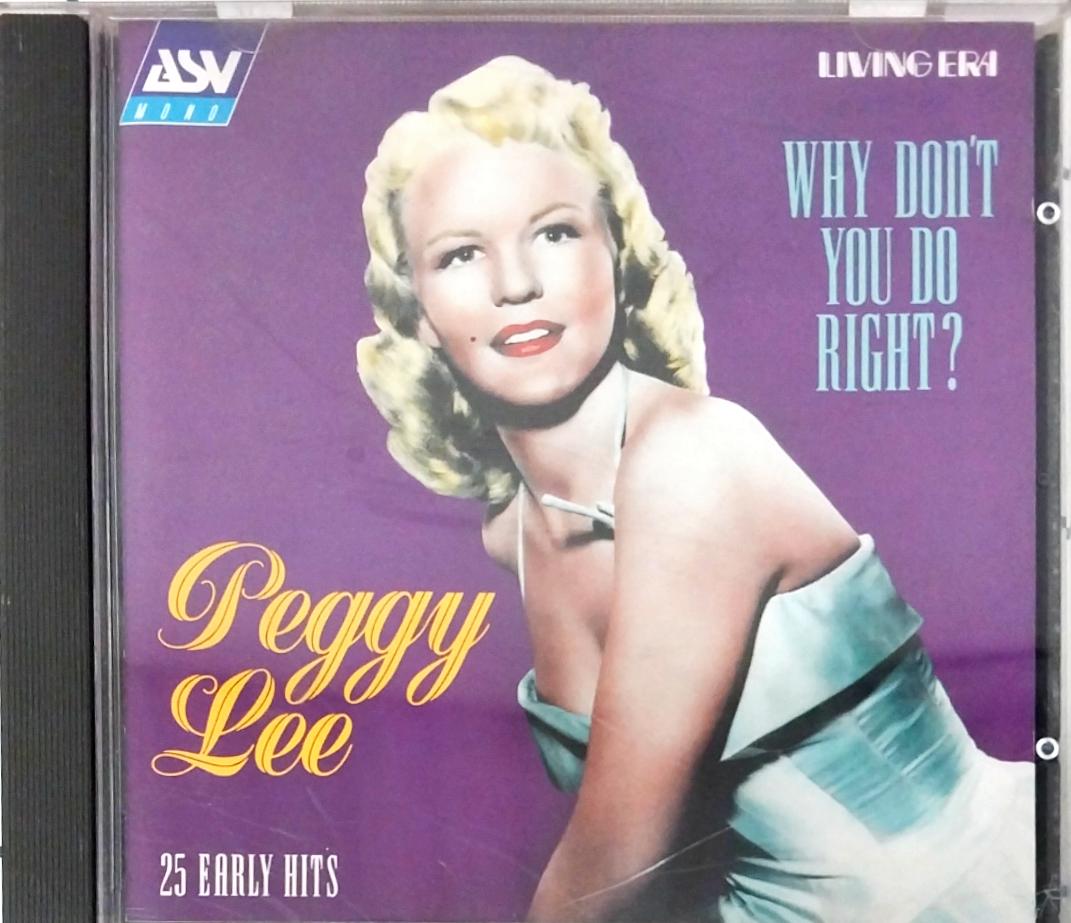 ASV
MONO
LIVING ERA
WHY DON'T
YOU DO
RIGHT?
Peggy
Lee
25 EARLY HITS